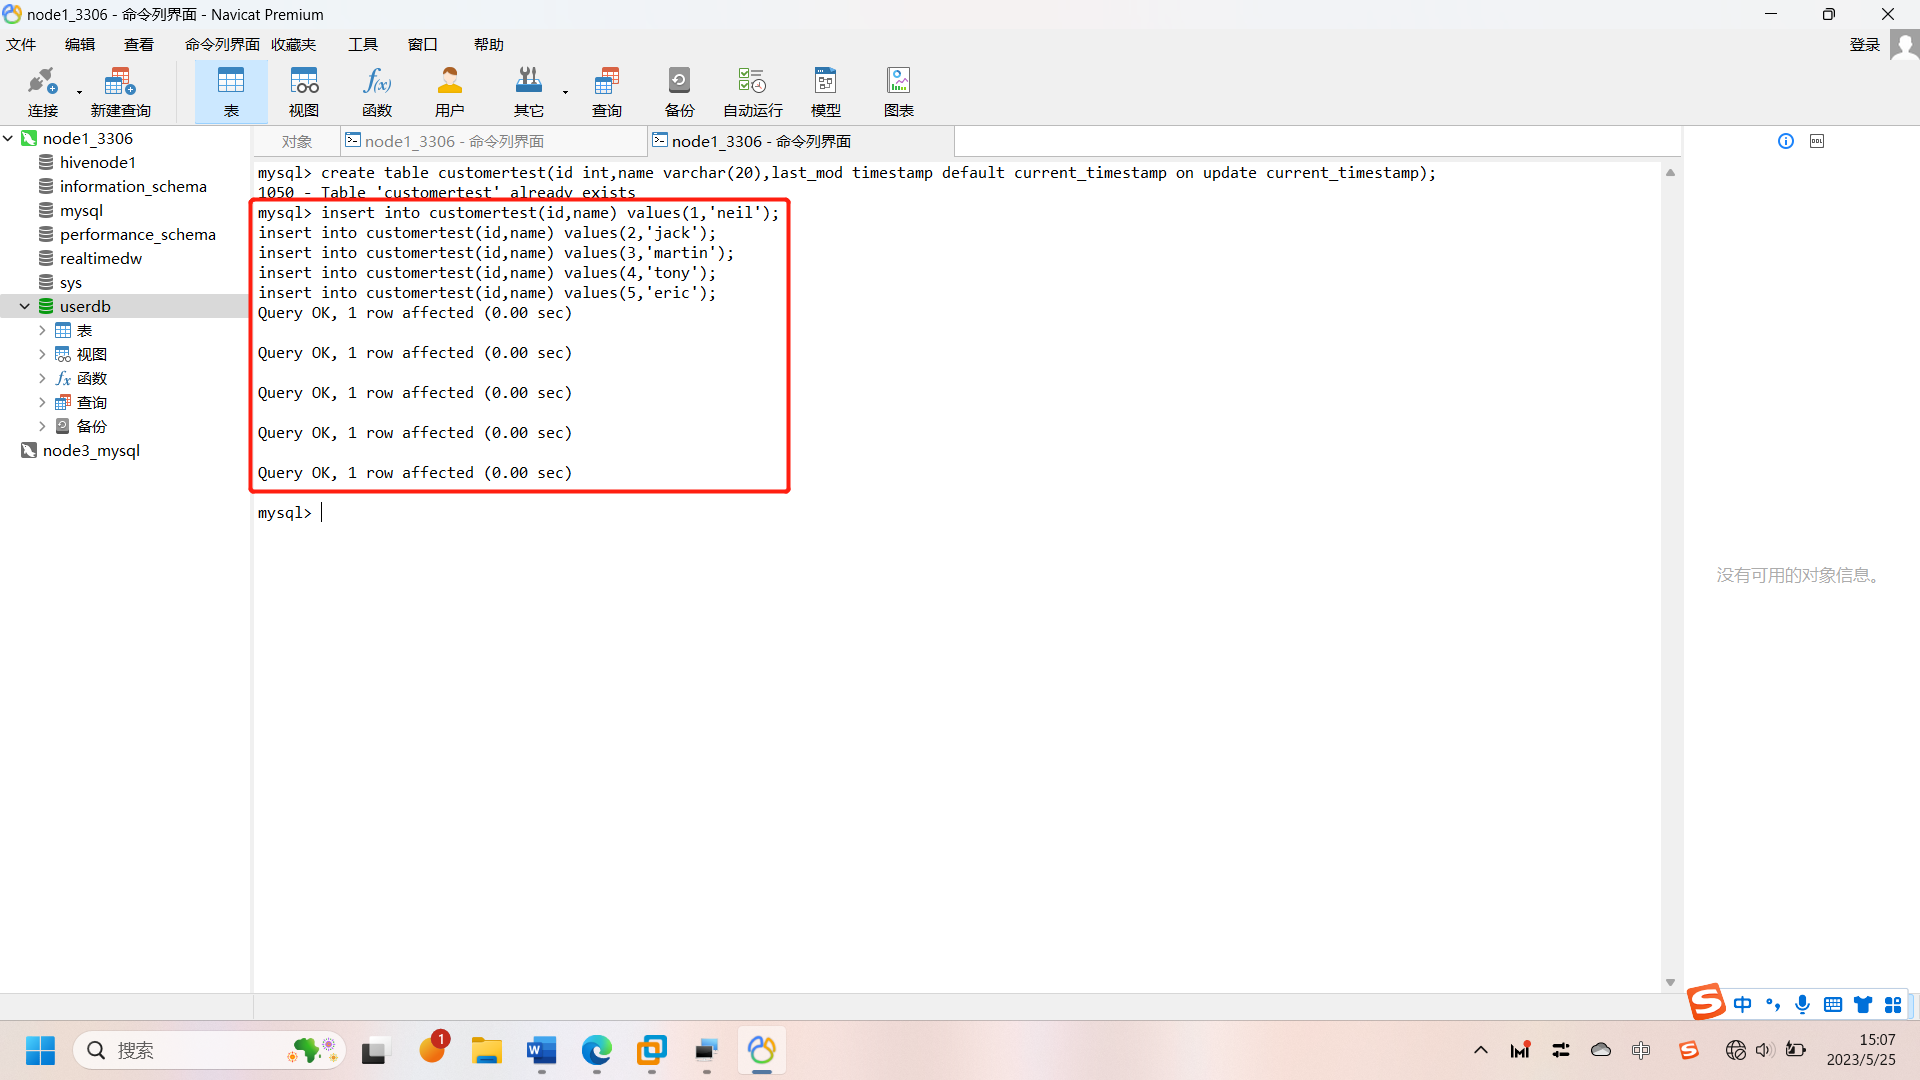 node1_3306 - 命令列界面 - Navicat Premium
文件 编辑 查看 命令列界面 收藏夹 工具 窗口 帮助 登录
连接 新建查询 表 视图 函数 用户 其它 查询 备份 自动运行 模型 图表
对象 node1_3306 - 命令列界面 node1_3306 - 命令列界面
node1_3306
hivenode1
information_schema
mysql
performance_schema
realtimedw
sys
userdb
表
视图
函数
查询
备份
node3_mysql
mysql> create table customertest(id int,name varchar(20),last_mod timestamp default current_timestamp on update current_timestamp);
1050 - Table 'customertest' already exists
mysql> insert into customertest(id,name) values(1,'neil');
insert into customertest(id,name) values(2,'jack');
insert into customertest(id,name) values(3,'martin');
insert into customertest(id,name) values(4,'tony');
insert into customertest(id,name) values(5,'eric');
Query OK, 1 row affected (0.00 sec)
Query OK, 1 row affected (0.00 sec)
Query OK, 1 row affected (0.00 sec)
Query OK, 1 row affected (0.00 sec)
Query OK, 1 row affected (0.00 sec)
mysql>
没有可用的对象信息。
中
搜索
1
中
15:07
2023/5/25